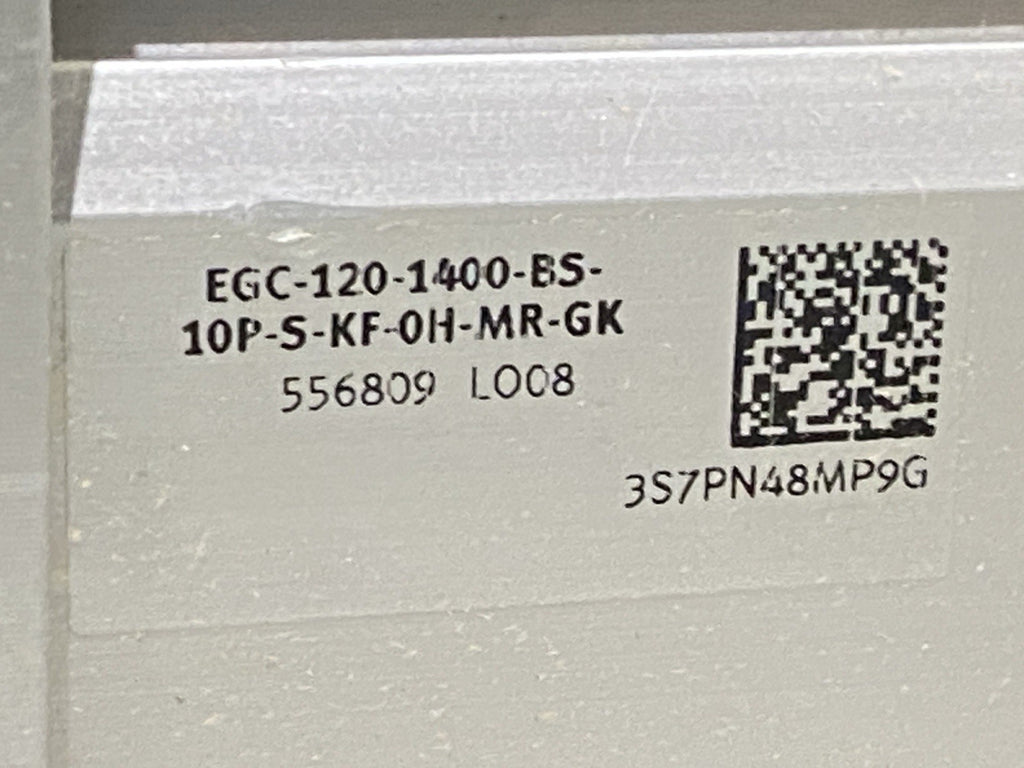 EGC-120-1400-BS-
10P-S-KF-0H-MR-GK
556809 L008
3S7PN48MP9G